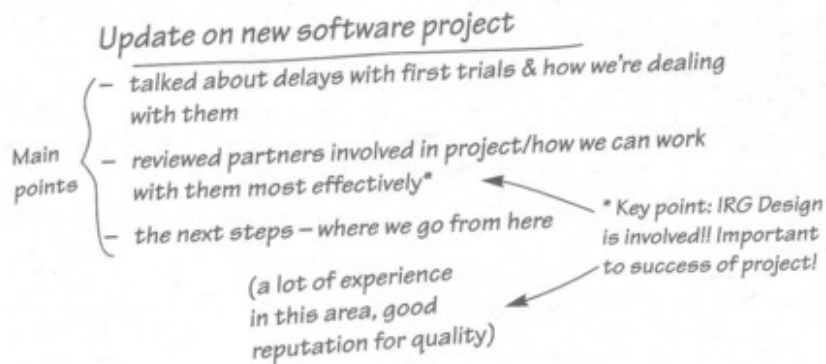 Update on new software project
Main
points
– talked about delays with first trials & how we're dealing
with them
– reviewed partners involved in project/how we can work
with them most effectively*
– the next steps – where we go from here
* Key point: IRG Design
is involved!! Important
to success of project!
(a lot of experience
in this area, good
reputation for quality)